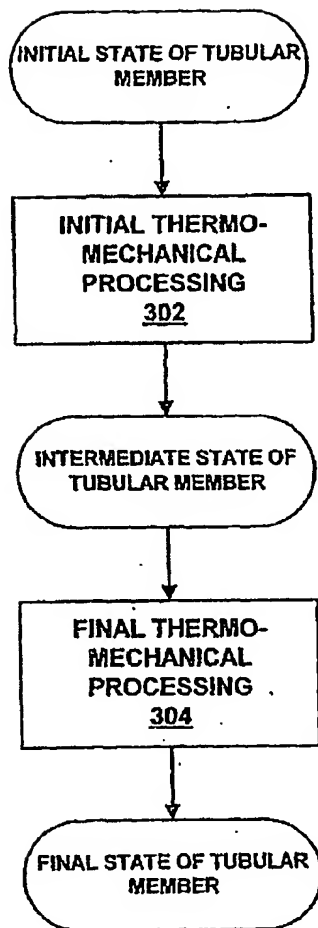 INITIAL STATE OF TUBULAR
MEMBER
INITIAL THERMO-
MECHANICAL
PROCESSING
302
INTERMEDIATE STATE OF
TUBULAR MEMBER
FINAL THERMO-
MECHANICAL
PROCESSING
304
FINAL STATE OF TUBULAR
MEMBER